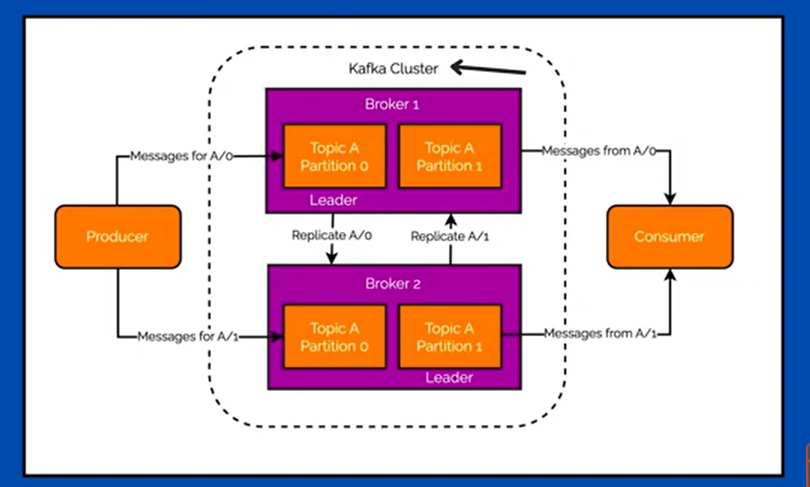 Kafka Cluster
Broker 1
Topic A
Partition 0
Topic A
Partition 1
Leader
Messages for A/0
Messages from A/0
Producer
Replicate A/0
Replicate A/1
Consumer
Broker 2
Topic A
Partition 0
Topic A
Partition 1
Leader
Messages for A/1
Messages from A/1